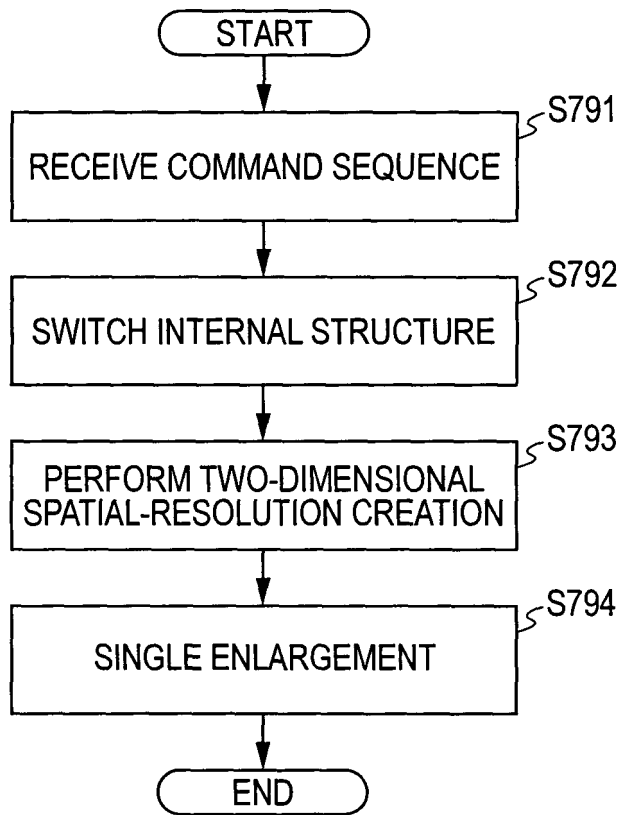 START
S791
RECEIVE COMMAND SEQUENCE
S792
SWITCH INTERNAL STRUCTURE
S793
PERFORM TWO-DIMENSIONAL
SPATIAL-RESOLUTION CREATION
S794
SINGLE ENLARGEMENT
END